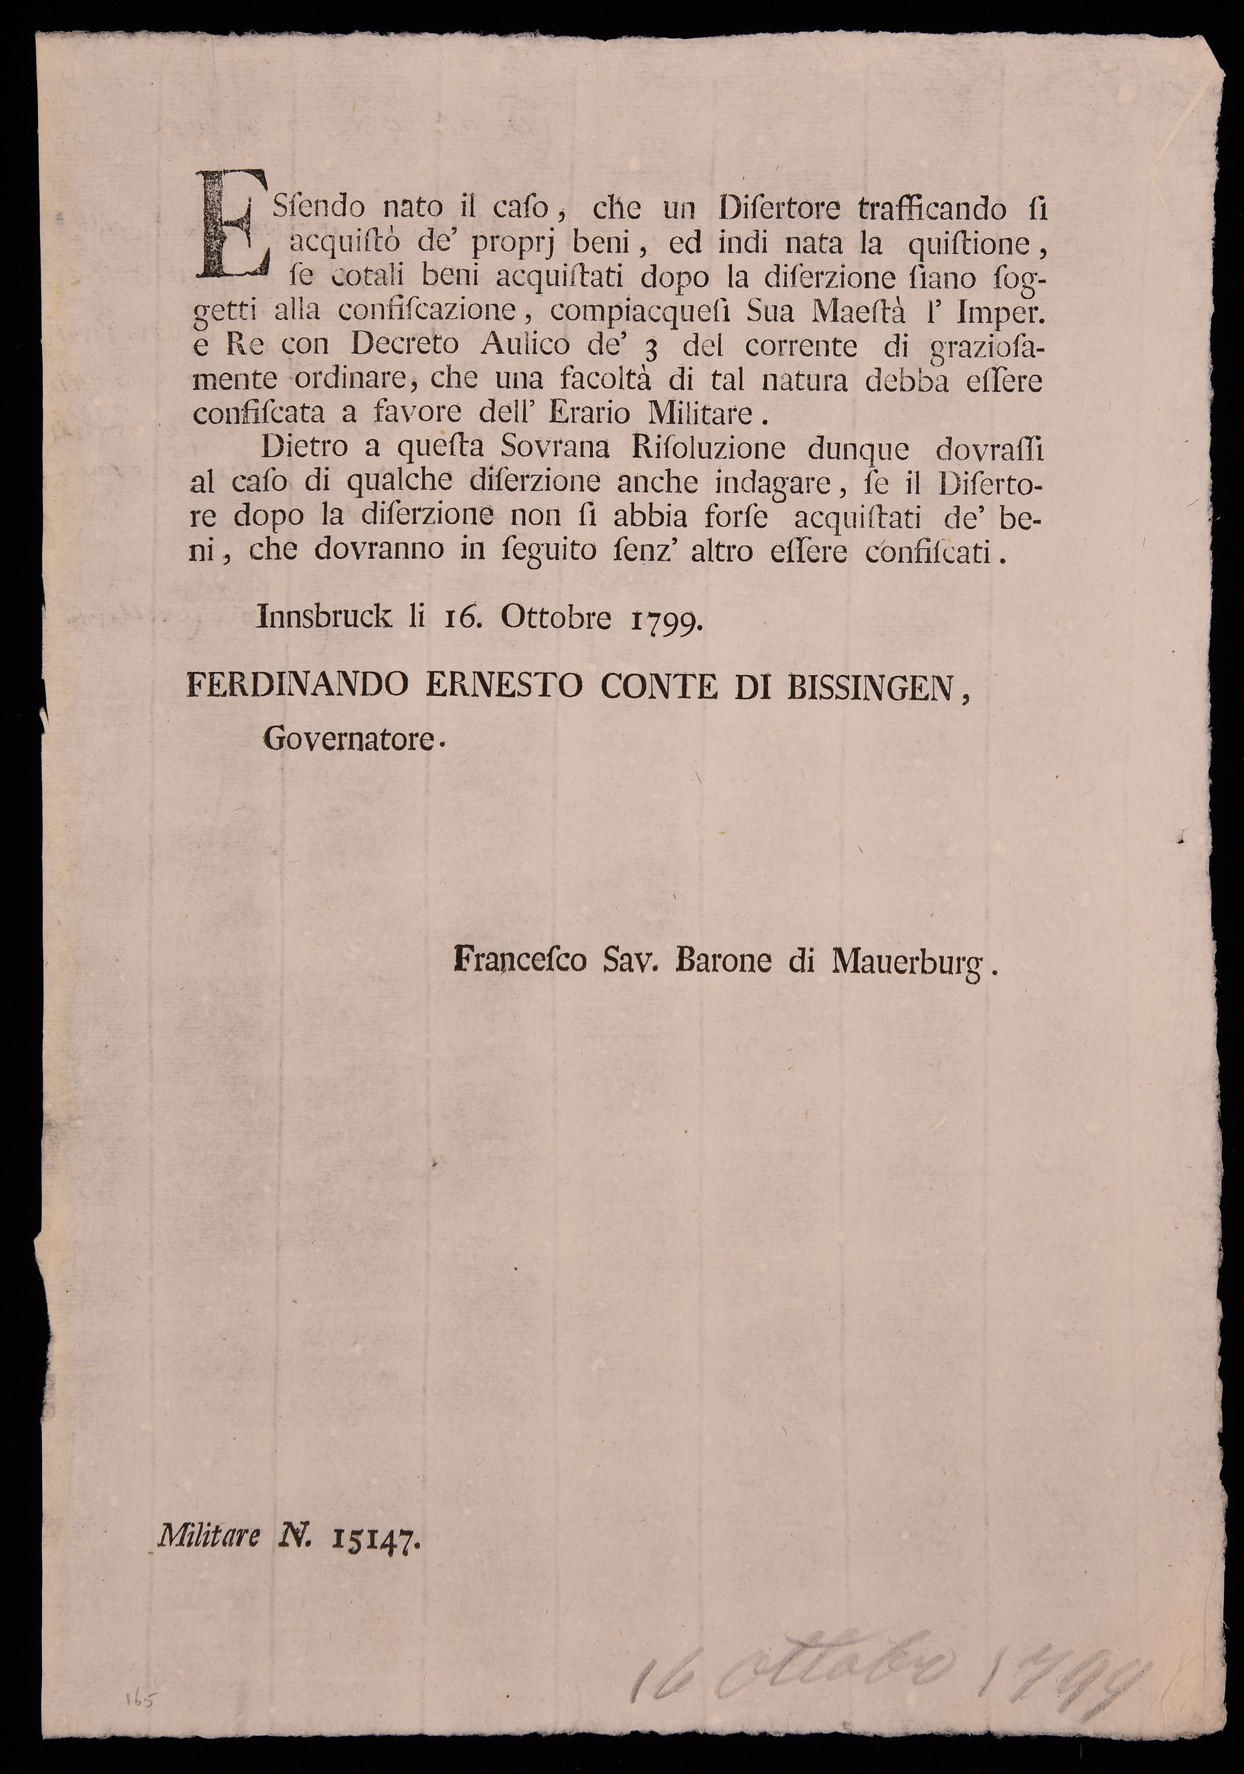 ESſendo nato il caſo, che un Diſertore trafficando ſi
acquiſtò de' proprj beni, ed indi nata la quiſtione,
ſe cotali beni acquiſtati dopo la diſerzione ſiano ſog-
getti alla confiſcazione, compiacqueſi Sua Maeſtà l' Imper.
e Re con Decreto Aulico de' 3 del corrente di grazioſa-
mente ordinare, che una facoltà di tal natura debba eſſere
confiſcata a favore dell' Erario Militare.
Dietro a queſta Sovrana Riſoluzione dunque dovraſſi
al caſo di qualche diſerzione anche indagare, ſe il Diſerto-
re dopo la diſerzione non ſi abbia forſe acquiſtati de' be-
ni, che dovranno in ſeguito ſenz' altro eſſere confiſcati.
Innsbruck li 16. Ottobre 1799.
FERDINANDO ERNESTO CONTE DI BISSINGEN,
Governatore.
Franceſco Sav. Barone di Mauerburg.
Militare N. 15147.
16 Ottobre 1799
165